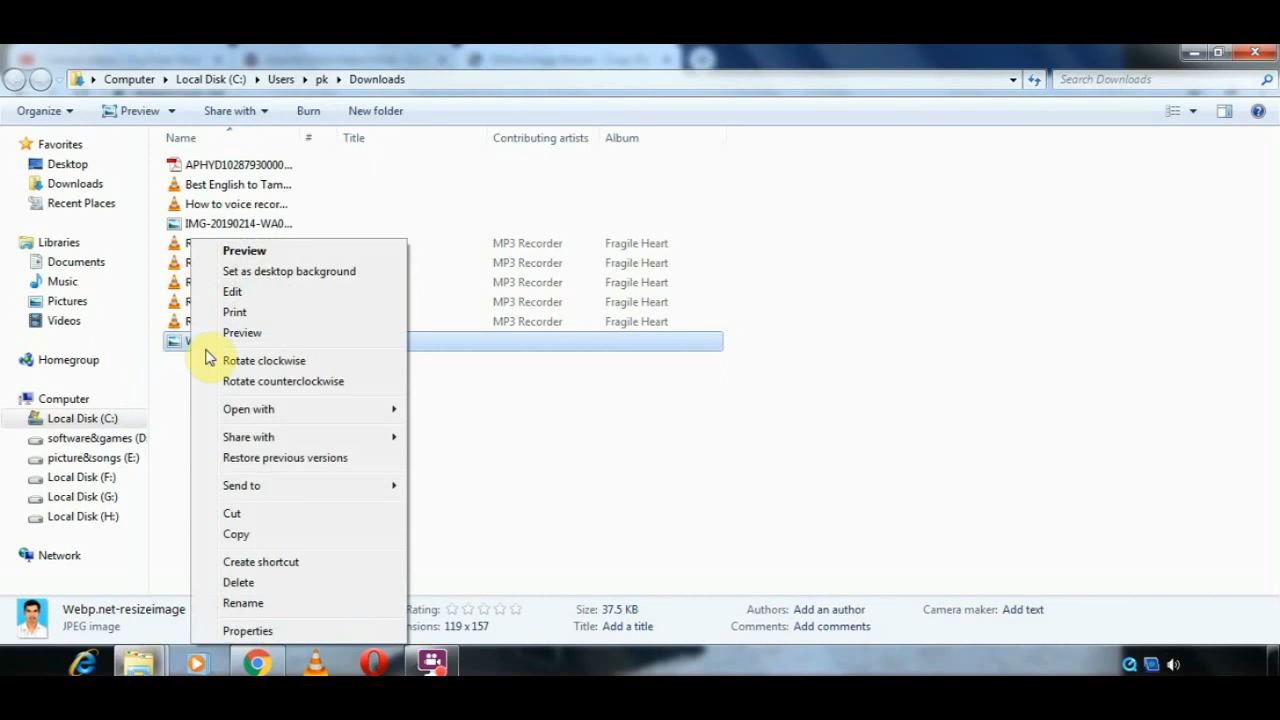 Computer Local Disk (C:) Users pk Downloads
Search Downloads
Organize Preview Share with Burn New folder
Name # Title Contributing artists Album
Favorites
Desktop
Downloads
Recent Places
Libraries
Documents
Music
Pictures
Videos
Homegroup
Computer
Local Disk (C:)
software&games (D:
picture&songs (E:)
Local Disk (F:)
Local Disk (G:)
Local Disk (H:)
Network
APHYD10287930000...
Best English to Tam...
How to voice recor...
IMG-20190214-WA0...
R MP3 Recorder Fragile Heart
R MP3 Recorder Fragile Heart
R MP3 Recorder Fragile Heart
R MP3 Recorder Fragile Heart
R MP3 Recorder Fragile Heart
W
Preview
Set as desktop background
Edit
Print
Preview
Rotate clockwise
Rotate counterclockwise
Open with
Share with
Restore previous versions
Send to
Cut
Copy
Create shortcut
Delete
Rename
Properties
Webp.net-resizeimage Rating: Size: 37.5 KB Authors: Add an author Camera maker: Add text
JPEG image nsions: 119 x 157 Title: Add a title Comments: Add comments